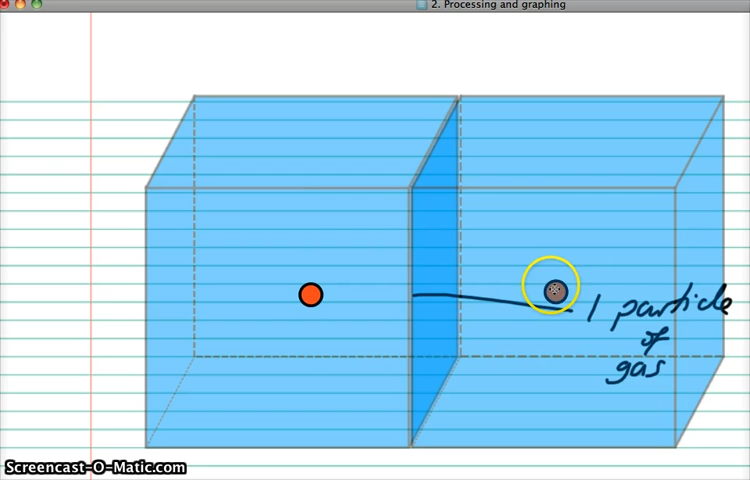 2. Processing and graphing
1 particle
of
gas
Screencast-O-Matic.com